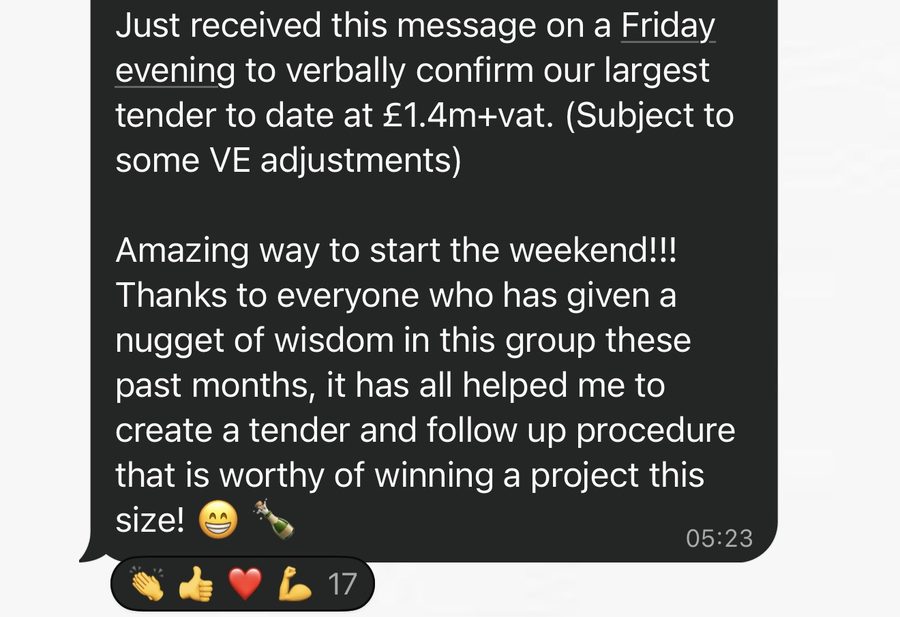 Just received this message on a Friday
evening to verbally confirm our largest
tender to date at £1.4m+vat. (Subject to
some VE adjustments)
Amazing way to start the weekend!!!
Thanks to everyone who has given a
nugget of wisdom in this group these
past months, it has all helped me to
create a tender and follow up procedure
that is worthy of winning a project this
size! 😁 🍾
05:23
👏 👍 ❤️ 💪 17